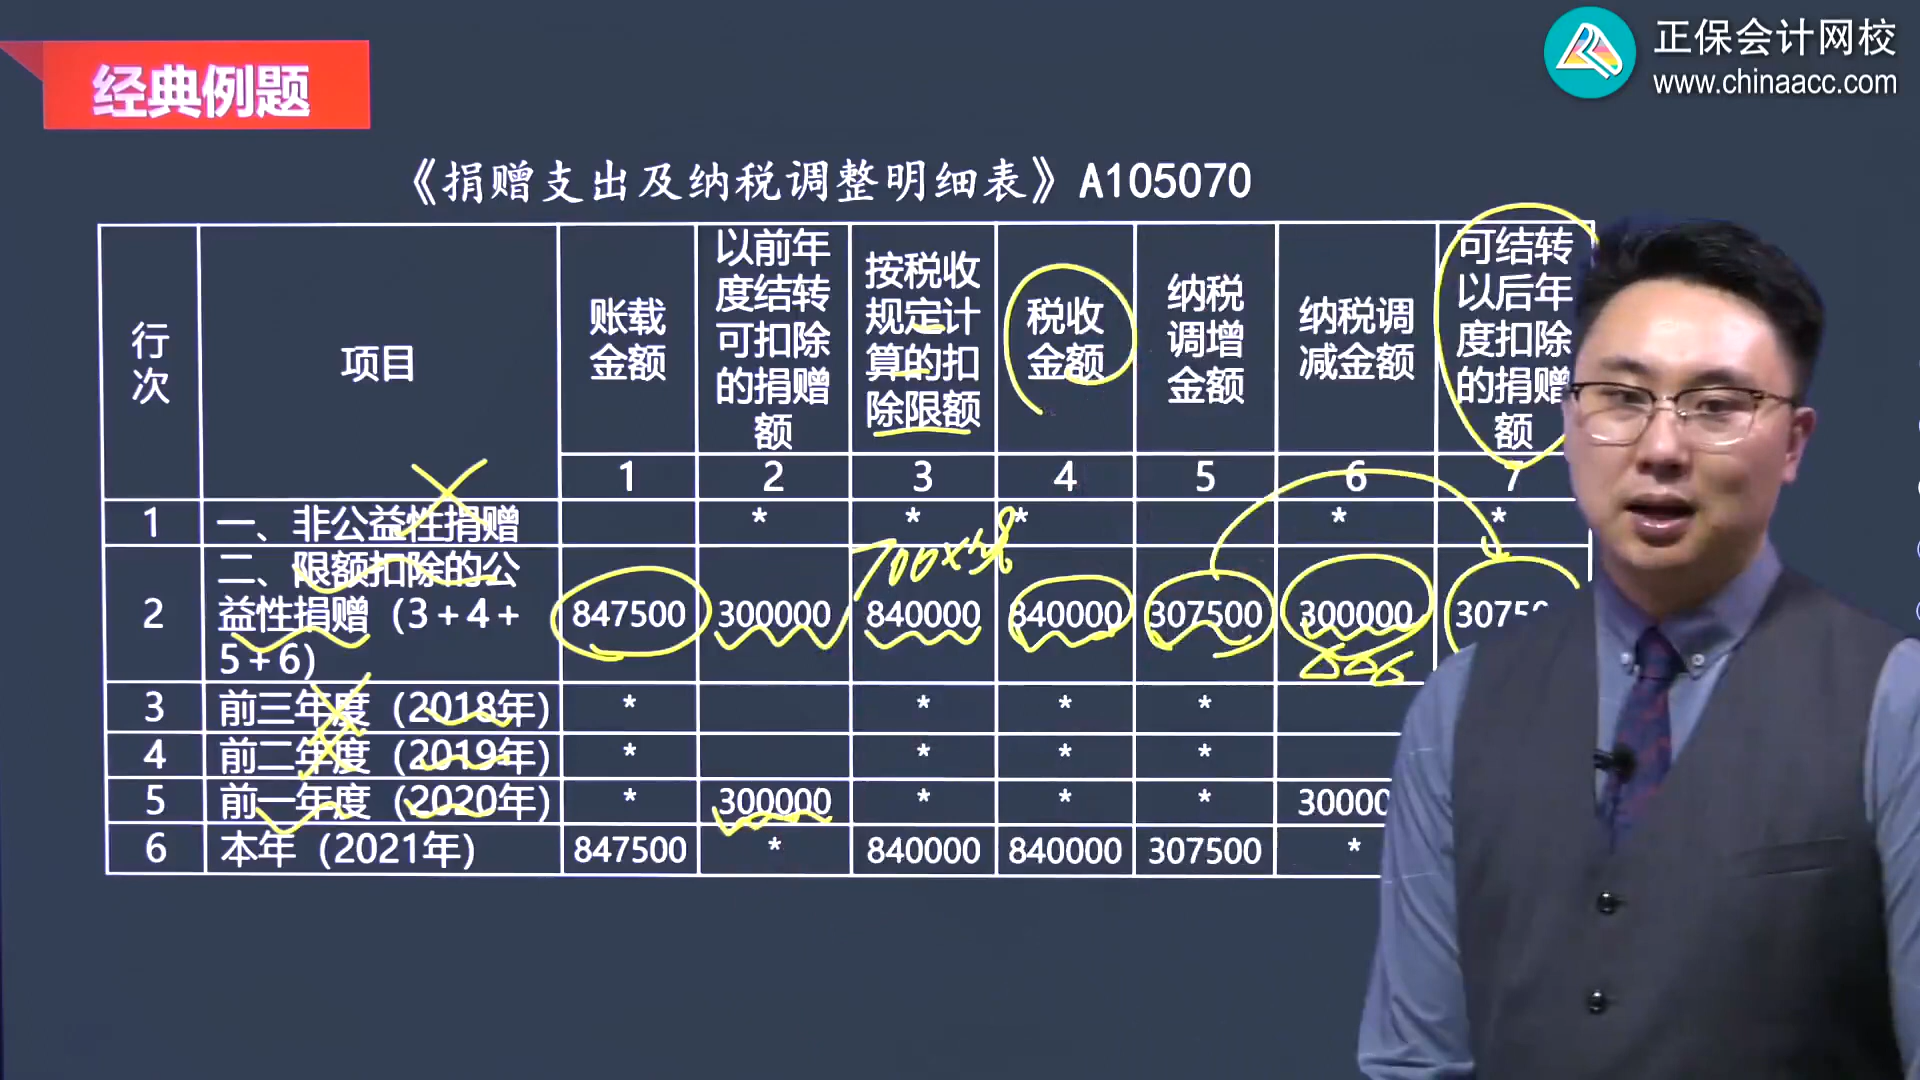 正保会计网校
www.chinaacc.com
经典例题
《捐赠支出及纳税调整明细表》A105070
行次 项目 账载金额 以前年度结转可扣除的捐赠额 按税收规定计算的扣除限额 税收金额 纳税调增金额 纳税调减金额 可结转以后年度扣除的捐赠额
1 2 3 4 5 6 7
1 一、非公益性捐赠 * * * * *
2 二、限额扣除的公益性捐赠（3+4+5+6） 847500 300000 840000 840000 307500 300000
700×
3 前三年度（2018年） * * * *
4 前二年度（2019年） * * * *
5 前一年度（2020年） * 300000 * * *
6 本年（2021年） 847500 * 840000 840000 307500 *